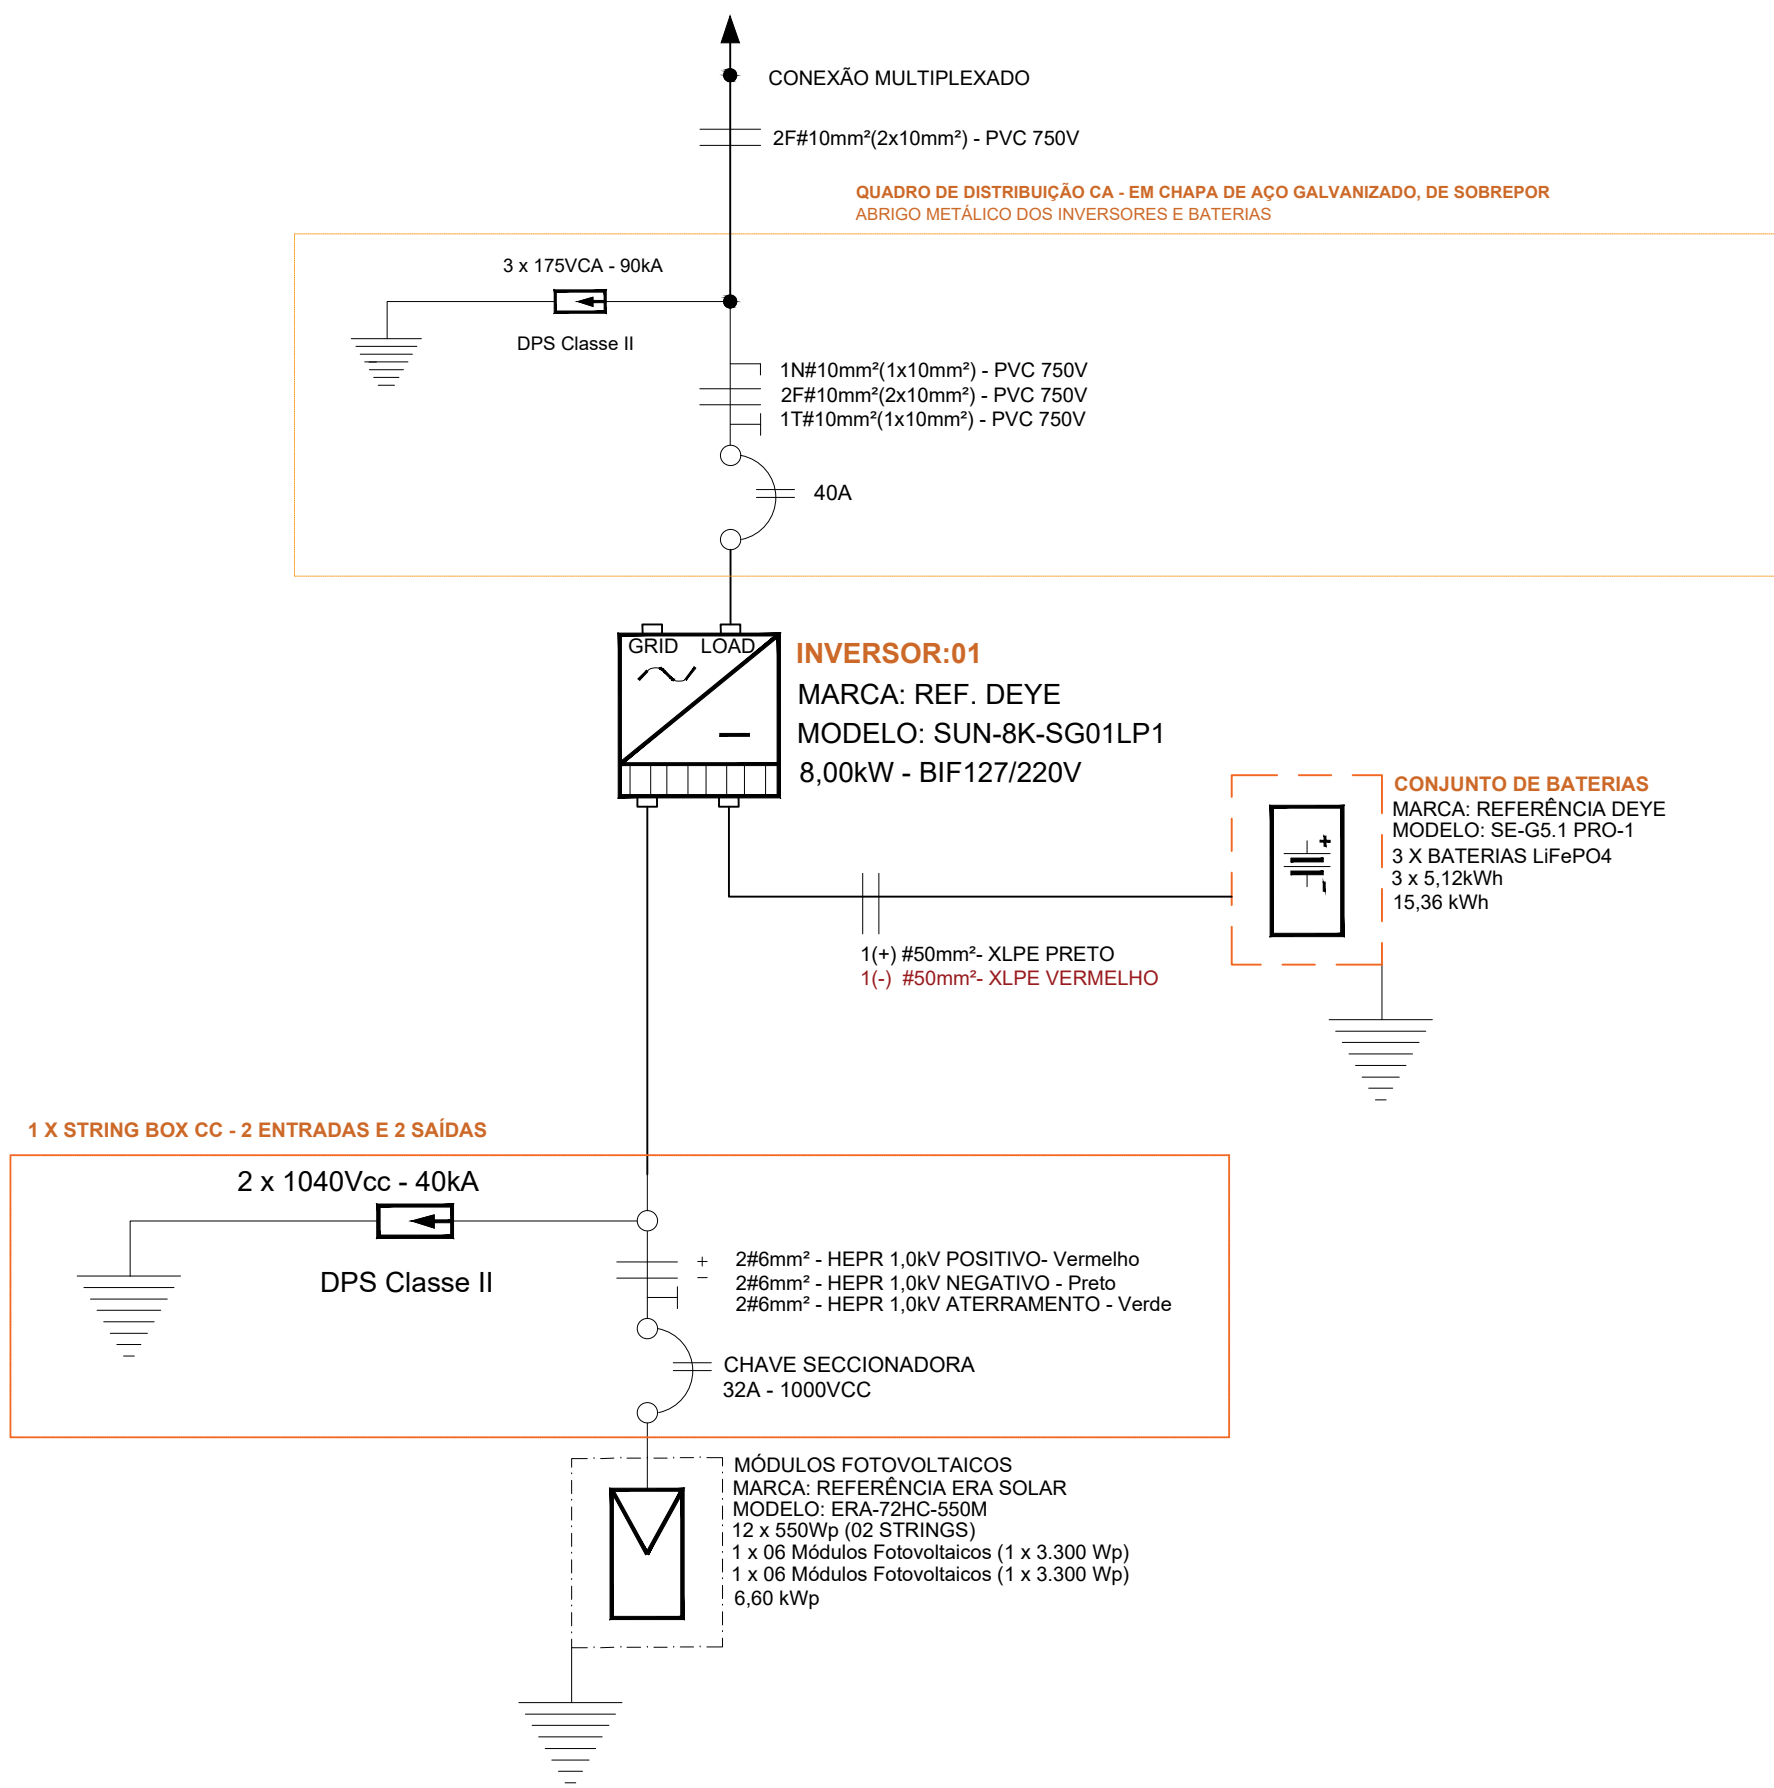 CONEXÃO MULTIPLEXADO
2F#10mm²(2x10mm²) - PVC 750V
QUADRO DE DISTRIBUIÇÃO CA - EM CHAPA DE AÇO GALVANIZADO, DE SOBREPOR
ABRIGO METÁLICO DOS INVERSORES E BATERIAS
3 x 175VCA - 90kA
DPS Classe II
1N#10mm²(1x10mm²) - PVC 750V
2F#10mm²(2x10mm²) - PVC 750V
1T#10mm²(1x10mm²) - PVC 750V
40A
GRID LOAD
INVERSOR:01
MARCA: REF. DEYE
MODELO: SUN-8K-SG01LP1
8,00kW - BIF127/220V
CONJUNTO DE BATERIAS
MARCA: REFERÊNCIA DEYE
MODELO: SE-G5.1 PRO-1
3 X BATERIAS LiFePO4
3 x 5,12kWh
15,36 kWh
+
-
1(+) #50mm²- XLPE PRETO
1(-) #50mm²- XLPE VERMELHO
1 X STRING BOX CC - 2 ENTRADAS E 2 SAÍDAS
2 x 1040Vcc - 40kA
DPS Classe II
+ 2#6mm² - HEPR 1,0kV POSITIVO- Vermelho
− 2#6mm² - HEPR 1,0kV NEGATIVO - Preto
2#6mm² - HEPR 1,0kV ATERRAMENTO - Verde
CHAVE SECCIONADORA
32A - 1000VCC
MÓDULOS FOTOVOLTAICOS
MARCA: REFERÊNCIA ERA SOLAR
MODELO: ERA-72HC-550M
12 x 550Wp (02 STRINGS)
1 x 06 Módulos Fotovoltaicos (1 x 3.300 Wp)
1 x 06 Módulos Fotovoltaicos (1 x 3.300 Wp)
6,60 kWp